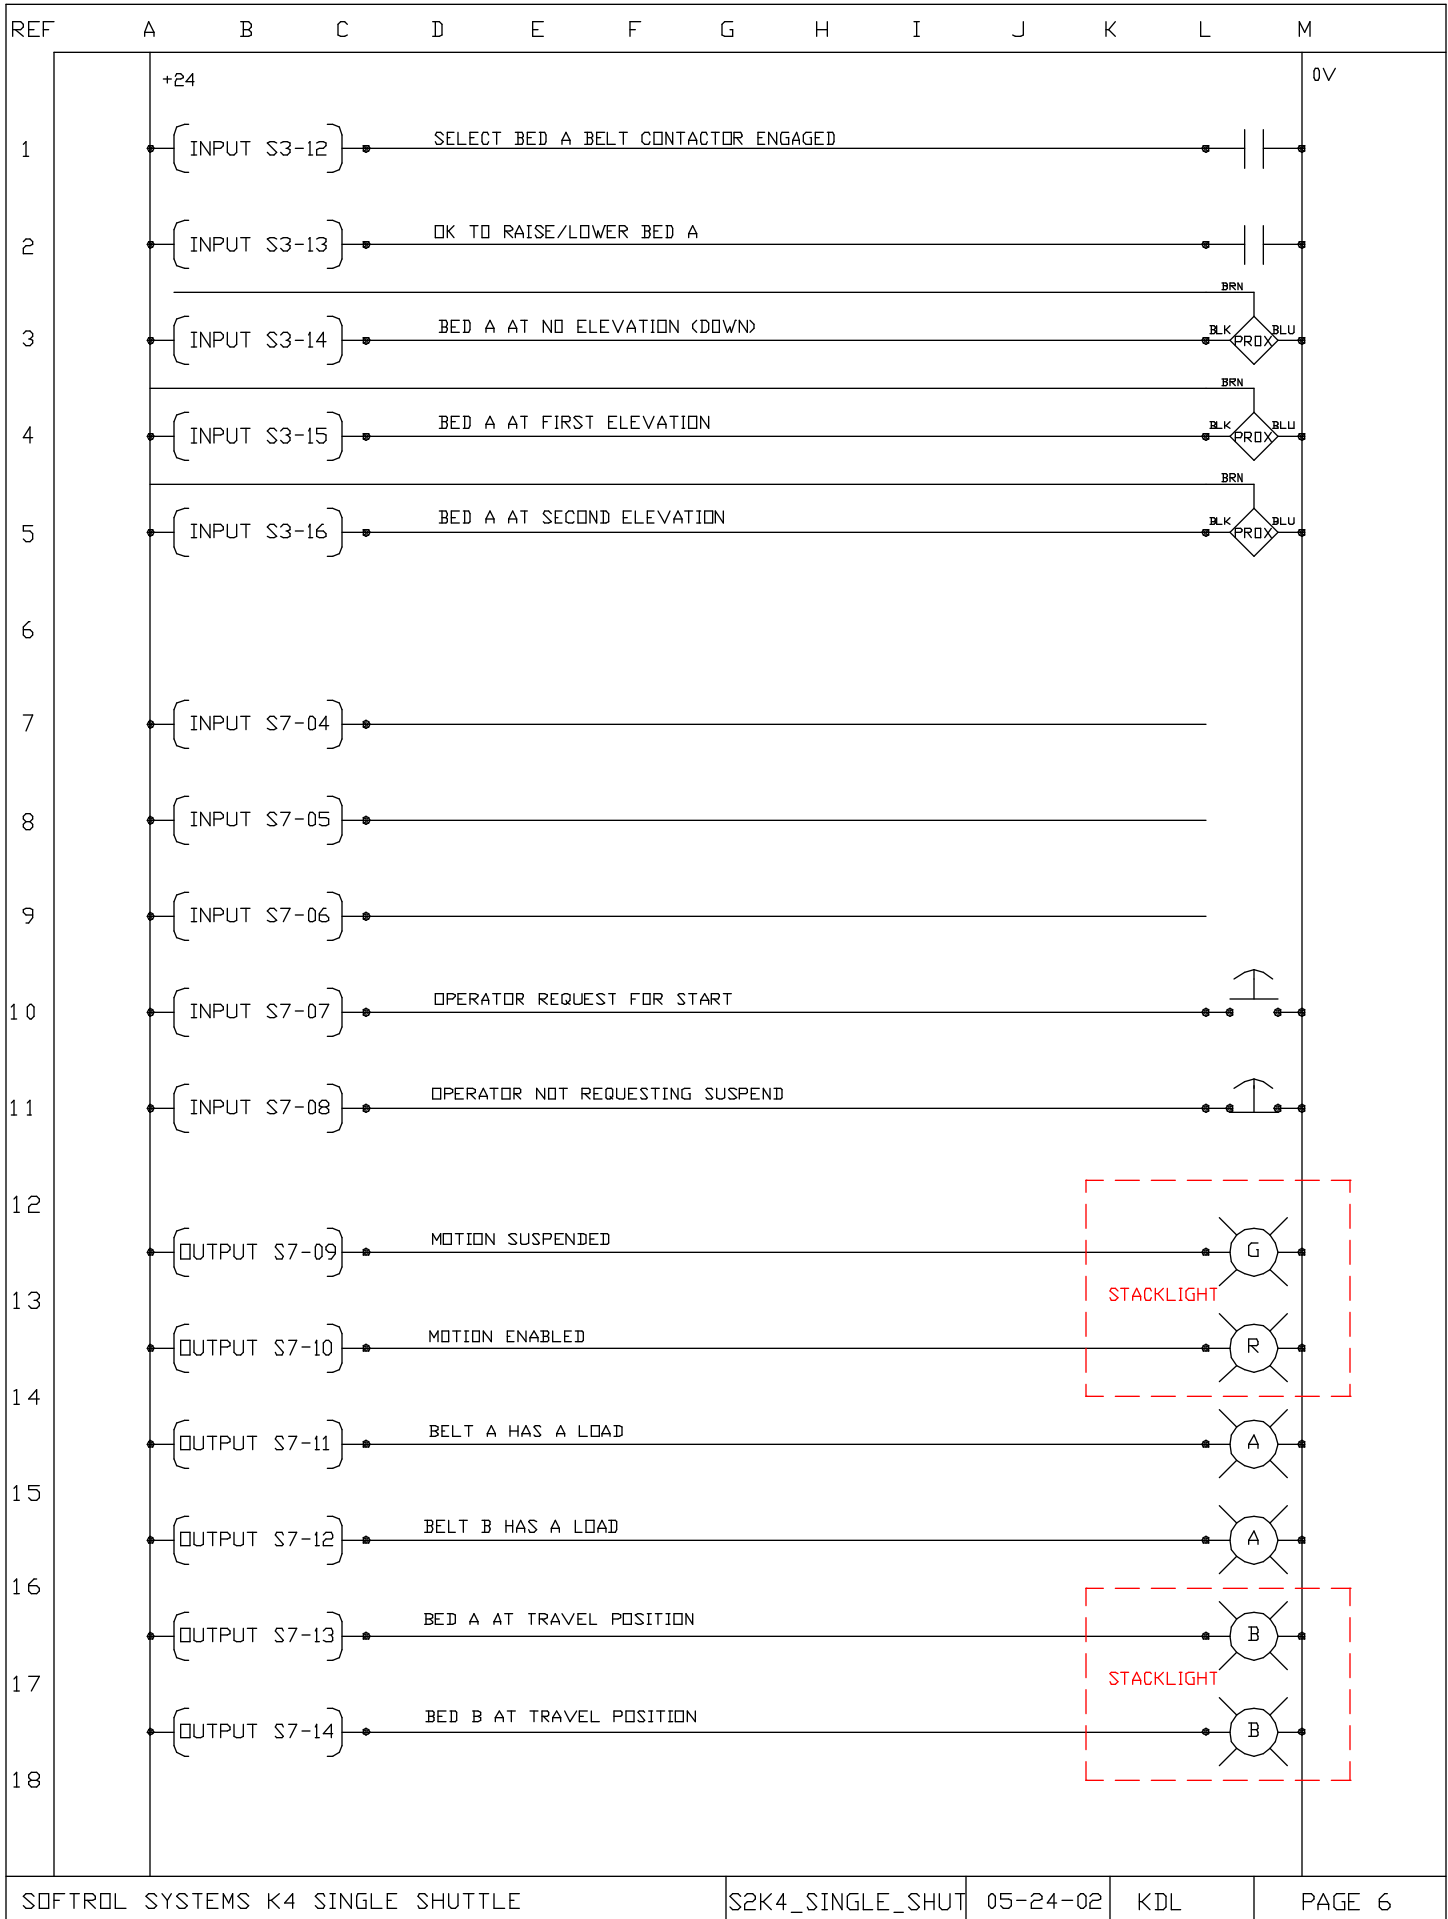 REF A B C D E F G H I J K L M
+24 0V
1 INPUT S3-12 SELECT BED A BELT CONTACTOR ENGAGED
2 INPUT S3-13 OK TO RAISE/LOWER BED A
BRN
3 INPUT S3-14 BED A AT NO ELEVATION (DOWN) BLK PROX BLU
BRN
4 INPUT S3-15 BED A AT FIRST ELEVATION BLK PROX BLU
BRN
5 INPUT S3-16 BED A AT SECOND ELEVATION BLK PROX BLU
6
7 INPUT S7-04
8 INPUT S7-05
9 INPUT S7-06
10 INPUT S7-07 OPERATOR REQUEST FOR START
11 INPUT S7-08 OPERATOR NOT REQUESTING SUSPEND
12
OUTPUT S7-09 MOTION SUSPENDED G
13 STACKLIGHT
OUTPUT S7-10 MOTION ENABLED R
14
OUTPUT S7-11 BELT A HAS A LOAD A
15
OUTPUT S7-12 BELT B HAS A LOAD A
16
OUTPUT S7-13 BED A AT TRAVEL POSITION B
17 STACKLIGHT
OUTPUT S7-14 BED B AT TRAVEL POSITION B
18
SOFTROL SYSTEMS K4 SINGLE SHUTTLE S2K4_SINGLE_SHUT 05-24-02 KDL PAGE 6